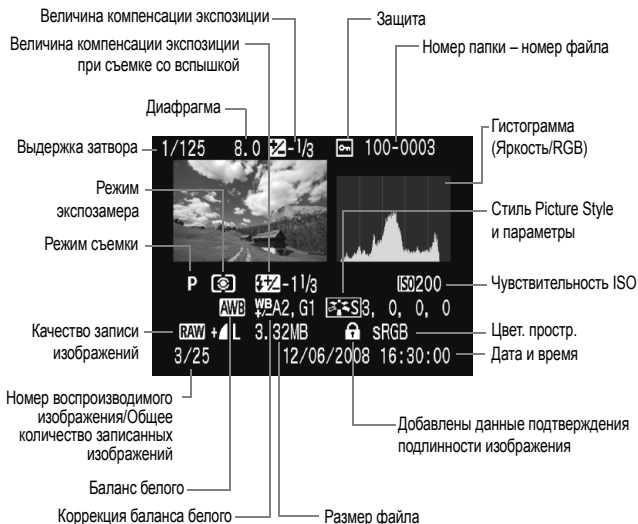 Величина компенсации экспозиции
Защита
Величина компенсации экспозиции
при съемке со вспышкой
Номер папки – номер файла
Диафрагма
Гистограмма
(Яркость/RGB)
Выдержка затвора
1/125 8.0 -1/3 100-0003
Режим
экспозамера
Стиль Picture Style
и параметры
Режим съемки
P -1 1/3 ISO 200
Чувствительность ISO
AWB WB A2, G1 S 3, 0, 0, 0
Качество записи
изображений
RAW + L 3.32MB sRGB
Цвет. простр.
3/25 12/06/2008 16:30:00
Дата и время
Номер воспроизводимого
изображения/Общее
количество записанных
изображений
Добавлены данные подтверждения
подлинности изображения
Баланс белого
Коррекция баланса белого
Размер файла